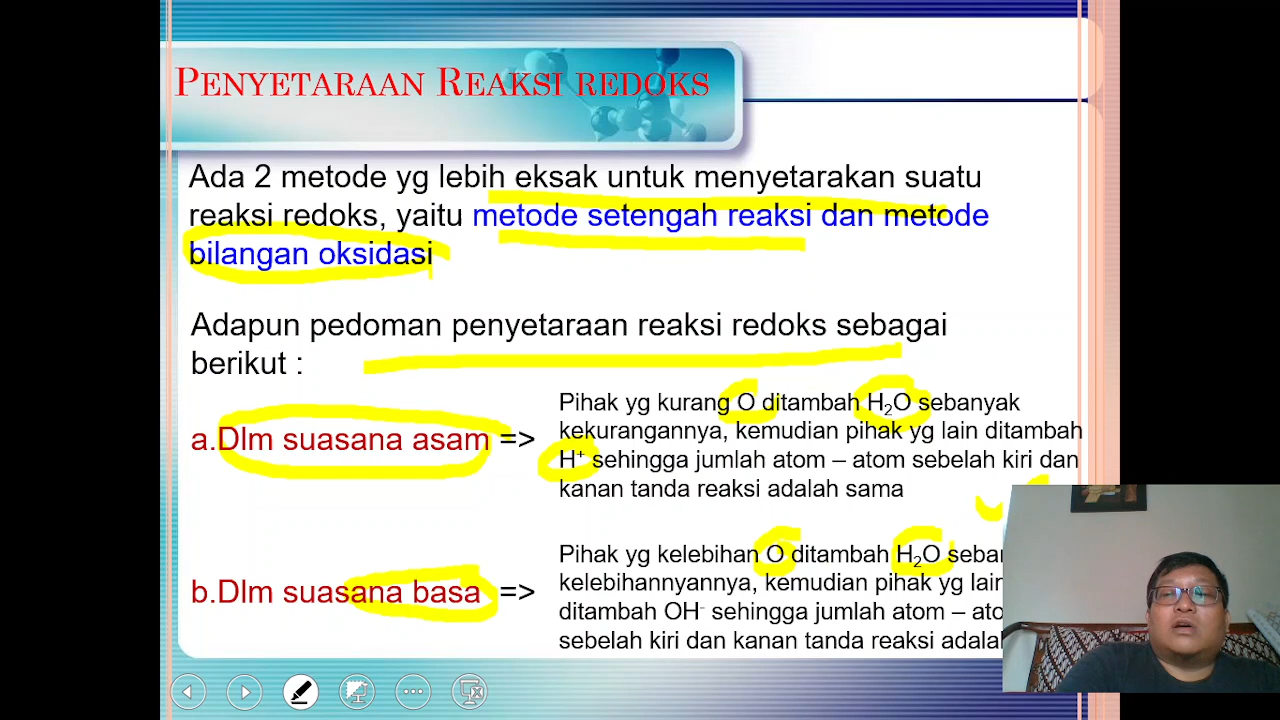 PENYETARAAN REAKSI REDOKS
Ada 2 metode yg lebih eksak untuk menyetarakan suatu
reaksi redoks, yaitu metode setengah reaksi dan metode
bilangan oksidasi
Adapun pedoman penyetaraan reaksi redoks sebagai
berikut :
a.Dlm suasana asam =>
Pihak yg kurang O ditambah H₂O sebanyak
kekurangannya, kemudian pihak yg lain ditambah
H⁺ sehingga jumlah atom – atom sebelah kiri dan
kanan tanda reaksi adalah sama
b.Dlm suasana basa =>
Pihak yg kelebihan O ditambah H₂O
kelebihannyannya, kemudian pihak yg lain
ditambah OH⁻ sehingga jumlah atom –
sebelah kiri dan kanan tanda reaksi